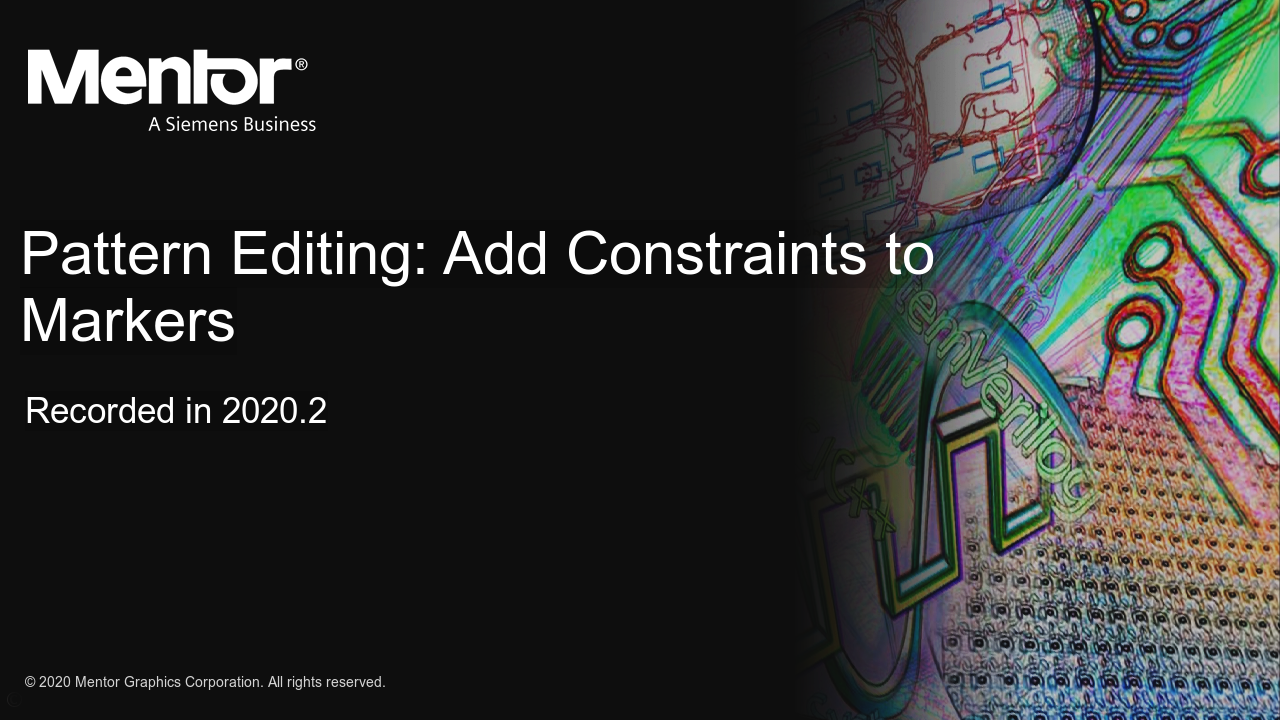 Mentor®
A Siemens Business
Pattern Editing: Add Constraints to
Markers
Recorded in 2020.2
temVerilog
C++
© 2020 Mentor Graphics Corporation. All rights reserved.